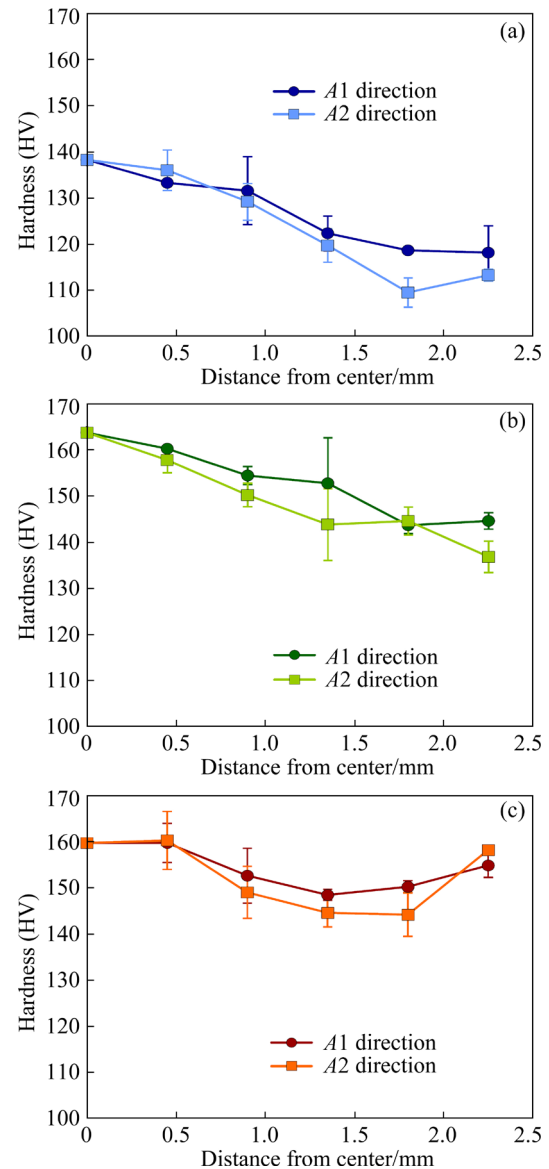 (a)
170
160
150
140
130
120
110
100
Hardness (HV)
A1 direction
A2 direction
0 0.5 1.0 1.5 2.0 2.5
Distance from center/mm
(b)
170
160
150
140
130
120
110
100
Hardness (HV)
A1 direction
A2 direction
0 0.5 1.0 1.5 2.0 2.5
Distance from center/mm
(c)
170
160
150
140
130
120
110
100
Hardness (HV)
A1 direction
A2 direction
0 0.5 1.0 1.5 2.0 2.5
Distance from center/mm